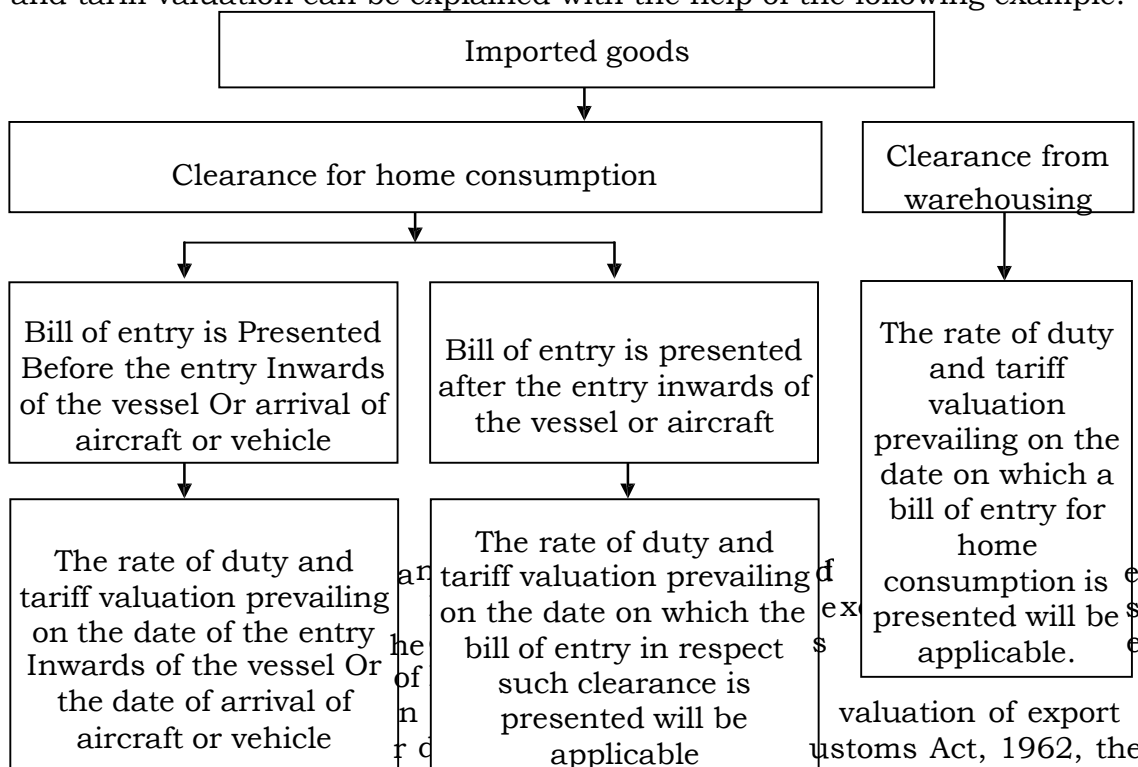 and tariff valuation can be explained with the help of the following example.
Imported goods
Clearance for home consumption
Clearance from
warehousing
Bill of entry is Presented
Before the entry Inwards
of the vessel Or arrival of
aircraft or vehicle
Bill of entry is presented
after the entry inwards of
the vessel or aircraft
The rate of duty and
tariff valuation prevailing
on the date of the entry
Inwards of the vessel Or
the date of arrival of
aircraft or vehicle
The rate of duty and
tariff valuation prevailing
on the date on which the
bill of entry in respect
such clearance is
presented will be
applicable
The rate of duty
and tariff
valuation
prevailing on the
date on which a
bill of entry for
home
consumption is
presented will be
applicable.
of
valuation of export
ustoms Act, 1962, the